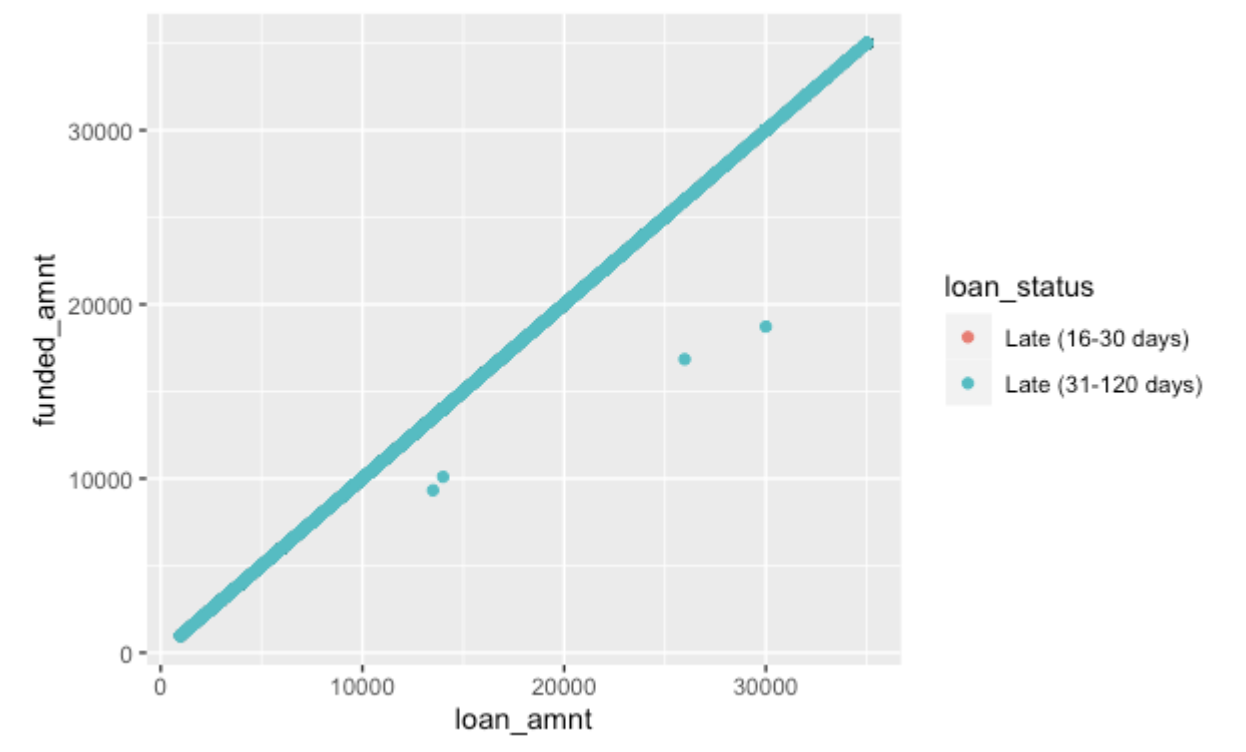 funded_amnt
30000
20000
10000
0
0 10000 20000 30000
loan_amnt
loan_status
Late (16-30 days)
Late (31-120 days)